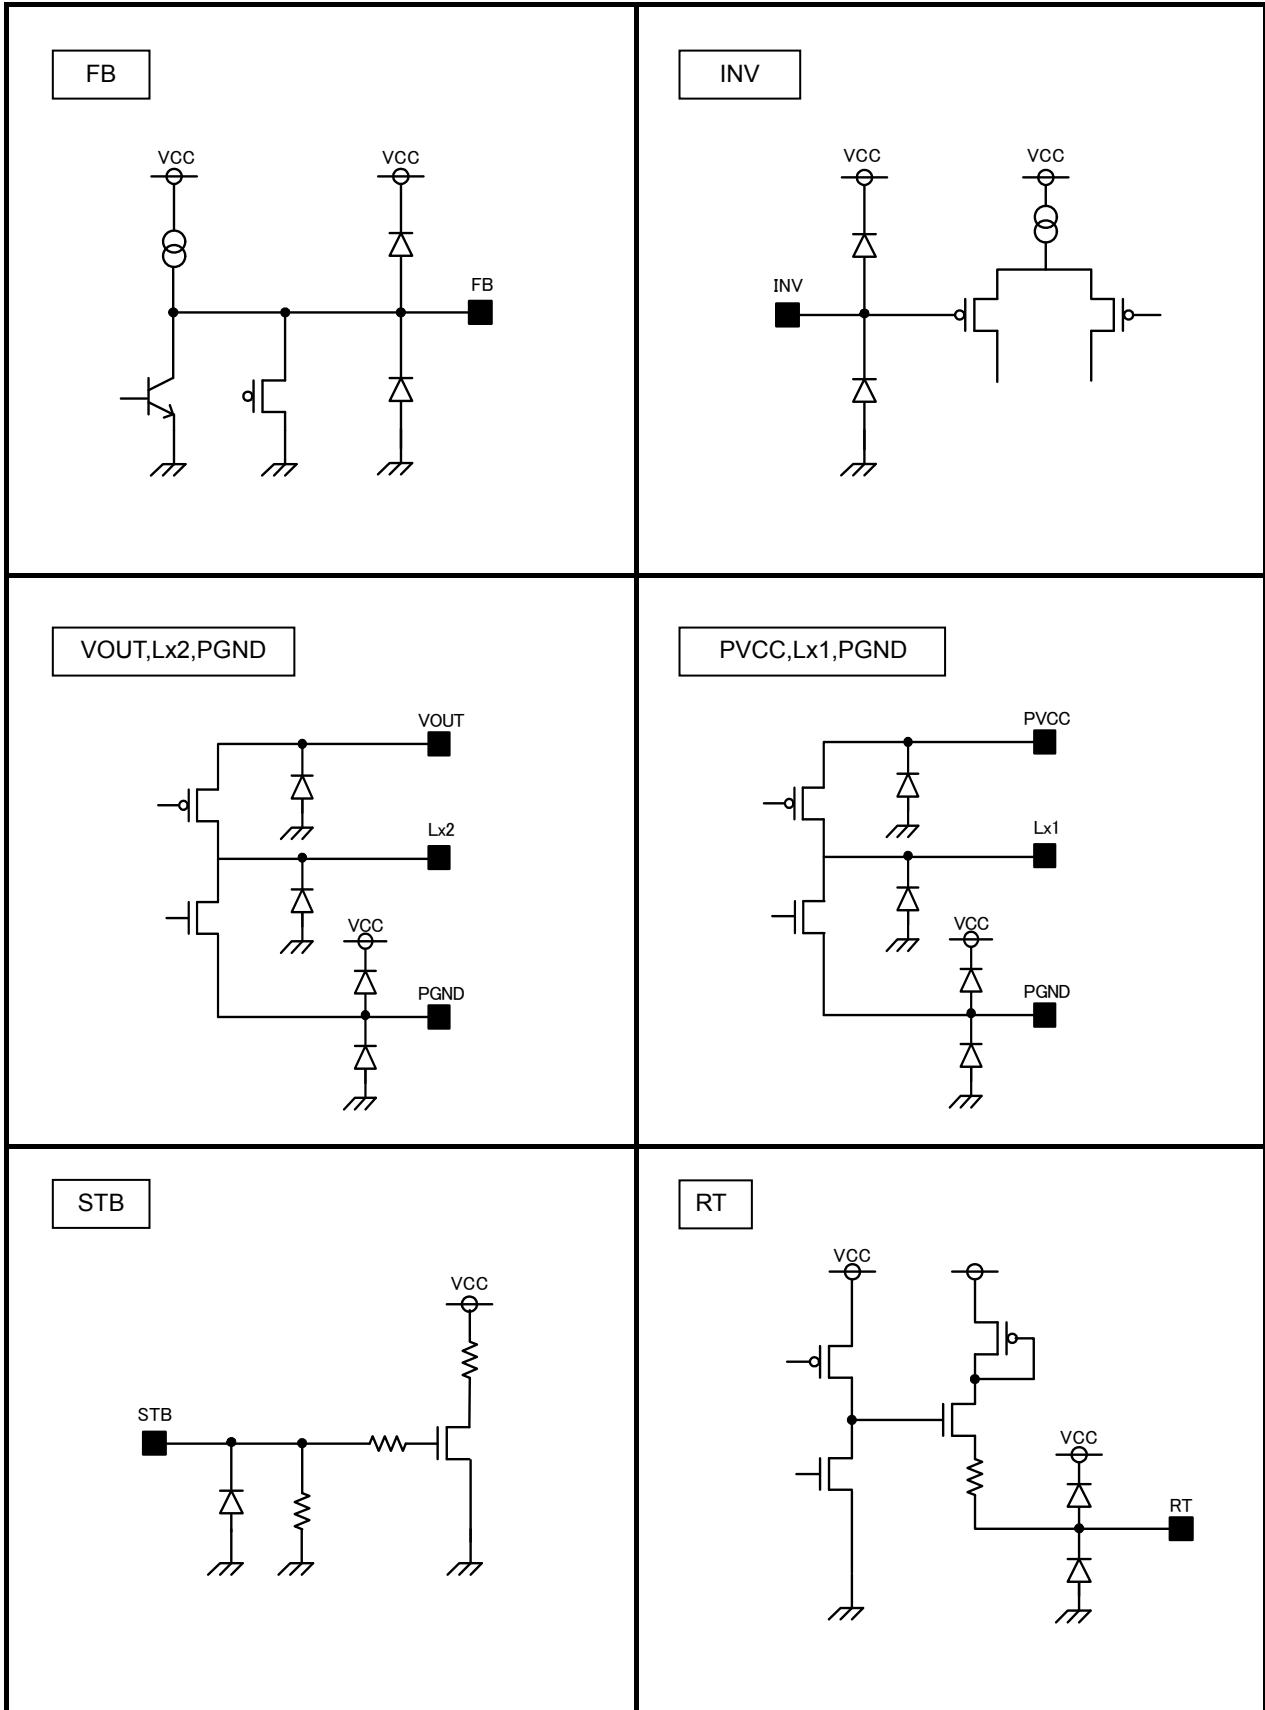 FB
VCC
VCC
FB
INV
VCC
VCC
INV
VOUT,Lx2,PGND
VOUT
Lx2
VCC
PGND
PVCC,Lx1,PGND
PVCC
Lx1
VCC
PGND
STB
VCC
STB
RT
VCC
VCC
RT